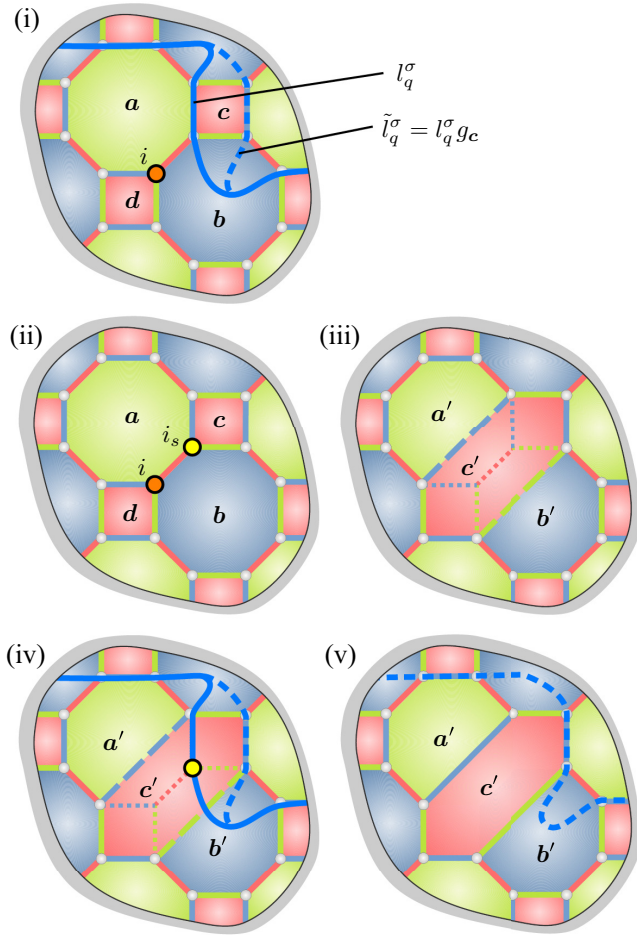 (i)
a
c
i
d
b
l_q^σ
l̃_q^σ = l_q^σ g_c
(ii)
a
i_s
c
i
d
b
(iii)
a′
c′
b′
(iv)
a′
c′
b′
(v)
a′
c′
b′